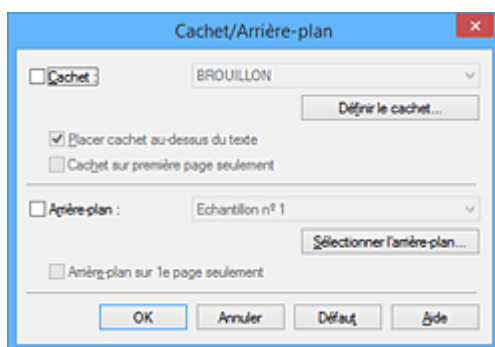 Cachet/Arrière-plan
Cachet :
BROUILLON
Définir le cachet...
Placer cachet au-dessus du texte
Cachet sur première page seulement
Arrière-plan :
Echantillon nº 1
Sélectionner l'arrière-plan...
Arrière-plan sur 1e page seulement
OK Annuler Défaut Aide